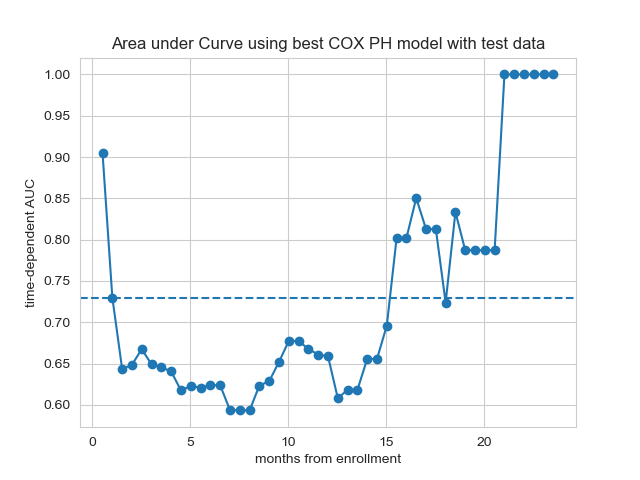 Area under Curve using best COX PH model with test data
time-dependent AUC
1.00
0.95
0.90
0.85
0.80
0.75
0.70
0.65
0.60
0 5 10 15 20
months from enrollment